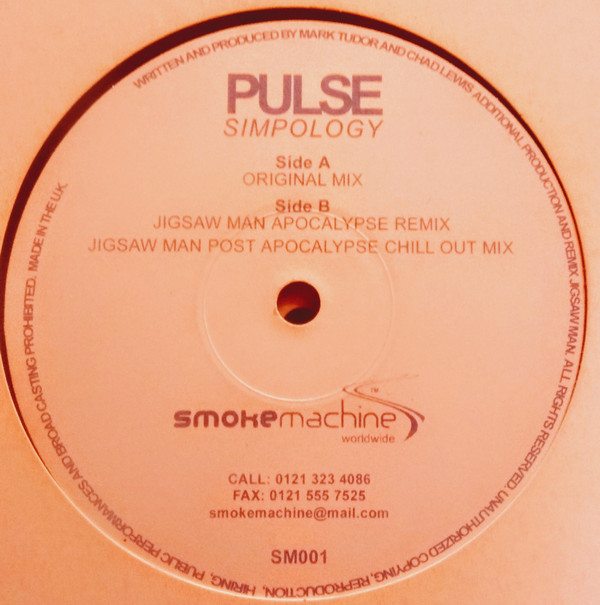 WRITTEN AND PRODUCED BY MARK TUDOR AND CHAD LEWIS. ADDITIONAL PRODUCTION AND REMIX JIGSAW MAN. ALL RIGHTS RESERVED. UNAUTHORIZED COPYING, REPRODUCTION, HIRING, PUBLIC PERFORMANCES AND BROADCASTING PROHIBITED. MADE IN THE U.K.
PULSE
SIMPOLOGY
Side A
ORIGINAL MIX
Side B
JIGSAW MAN APOCALYPSE REMIX
JIGSAW MAN POST APOCALYPSE CHILL OUT MIX
smokemachine™
worldwide
CALL: 0121 323 4086
FAX: 0121 555 7525
smokemachine@mail.com
SM001